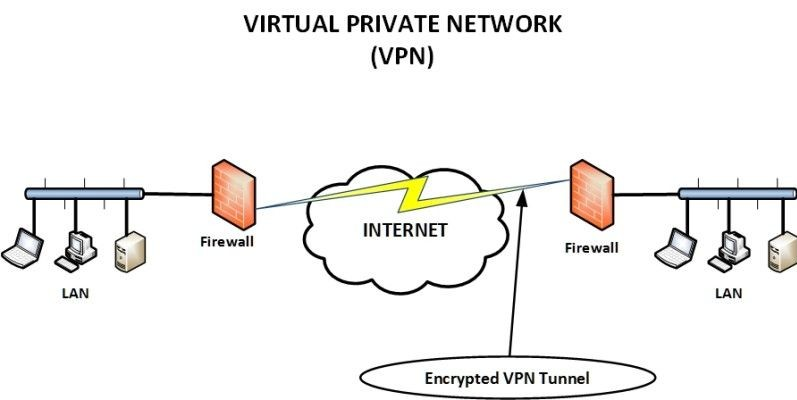 VIRTUAL PRIVATE NETWORK
(VPN)
Firewall
INTERNET
Firewall
LAN
LAN
Encrypted VPN Tunnel